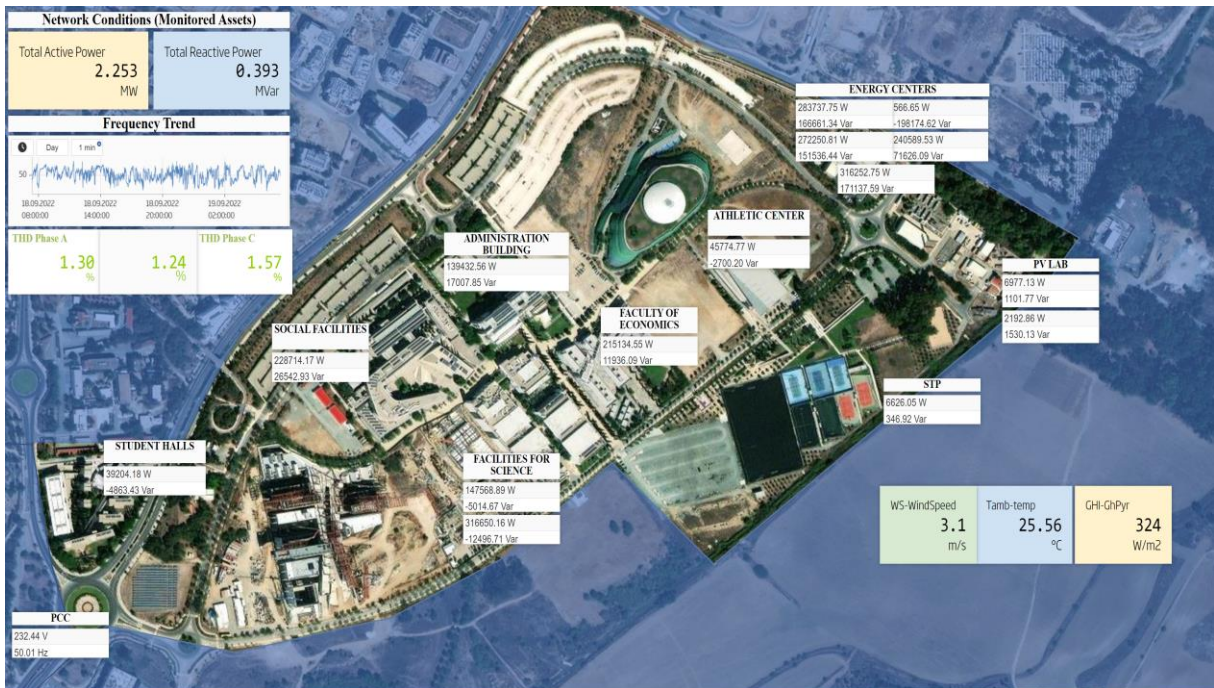 Network Conditions (Monitored Assets)
Total Active Power
2.253
MW
Total Reactive Power
0.393
MVar
Frequency Trend
Day
1 min
50
18.09.2022 18.09.2022 18.09.2022 19.09.2022
08:00:00 14:00:00 20:00:00 02:00:00
THD Phase A
1.30
%
1.24
%
THD Phase C
1.57
%
ENERGY CENTERS
283737.75 W 566.65 W
166661.34 Var -198174.62 Var
272250.81 W 240589.53 W
151536.44 Var 71626.09 Var
316252.75 W
171137.59 Var
ATHLETIC CENTER
45774.77 W
-2700.20 Var
ADMINISTRATION
BUILDING
139432.56 W
17007.85 Var
PV LAB
6977.13 W
1101.77 Var
2192.86 W
1530.13 Var
FACULTY OF
ECONOMICS
215134.55 W
11936.09 Var
SOCIAL FACILITIES
228714.17 W
26542.93 Var
STP
6626.05 W
346.92 Var
STUDENT HALLS
39204.18 W
-4863.43 Var
FACILITIES FOR
SCIENCE
147568.89 W
-5014.67 Var
316650.16 W
-12496.71 Var
WS-WindSpeed
3.1
m/s
Tamb-temp
25.56
°C
GHI-GhPyr
324
W/m2
PCC
232.44 V
50.01 Hz